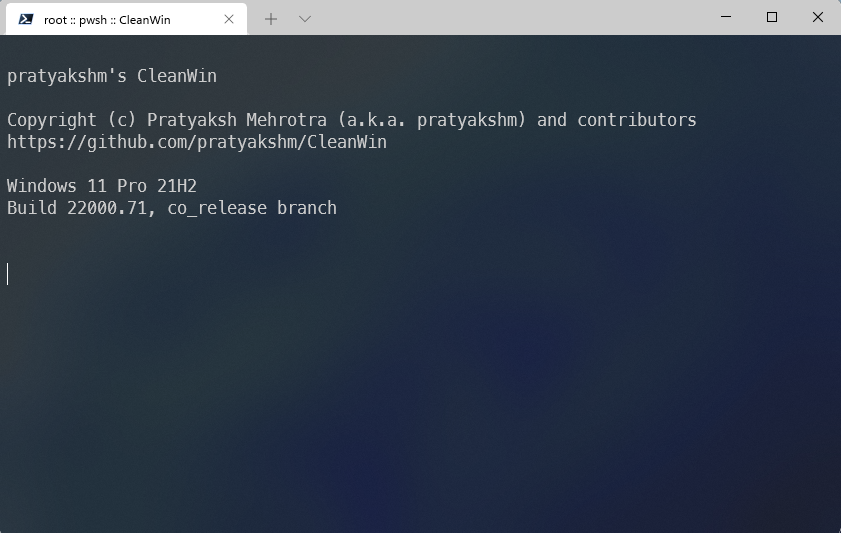 root :: pwsh :: CleanWin
pratyakshm's CleanWin
Copyright (c) Pratyaksh Mehrotra (a.k.a. pratyakshm) and contributors
https://github.com/pratyakshm/CleanWin
Windows 11 Pro 21H2
Build 22000.71, co_release branch